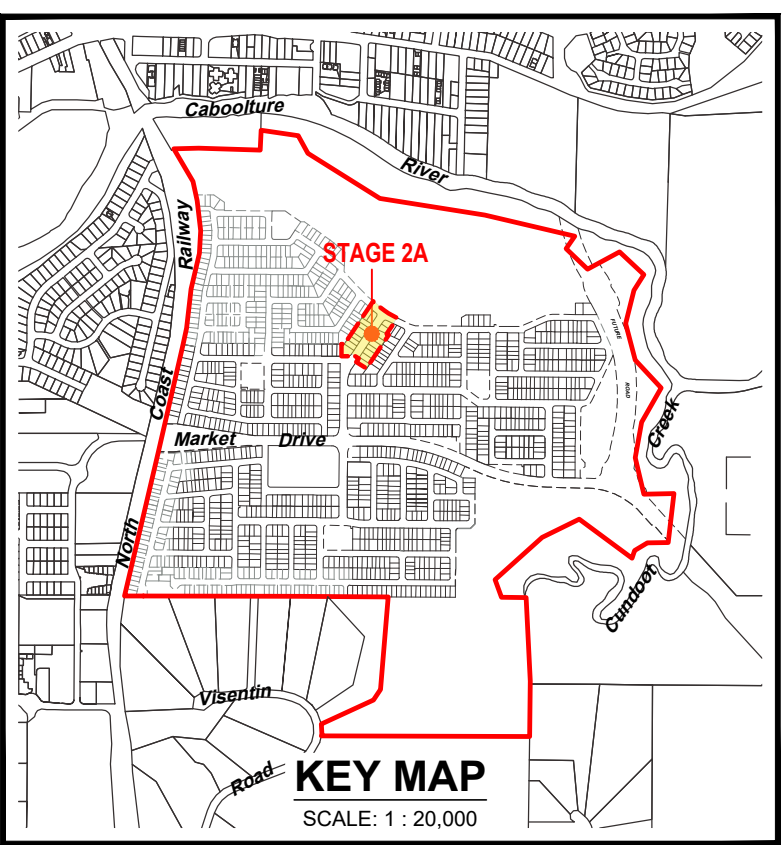 Caboolture
River
Railway
STAGE 2A
FUTURE
ROAD
Coast
Creek
Market Drive
North
Cundoot
Visentin
Road
KEY MAP
SCALE: 1 : 20,000